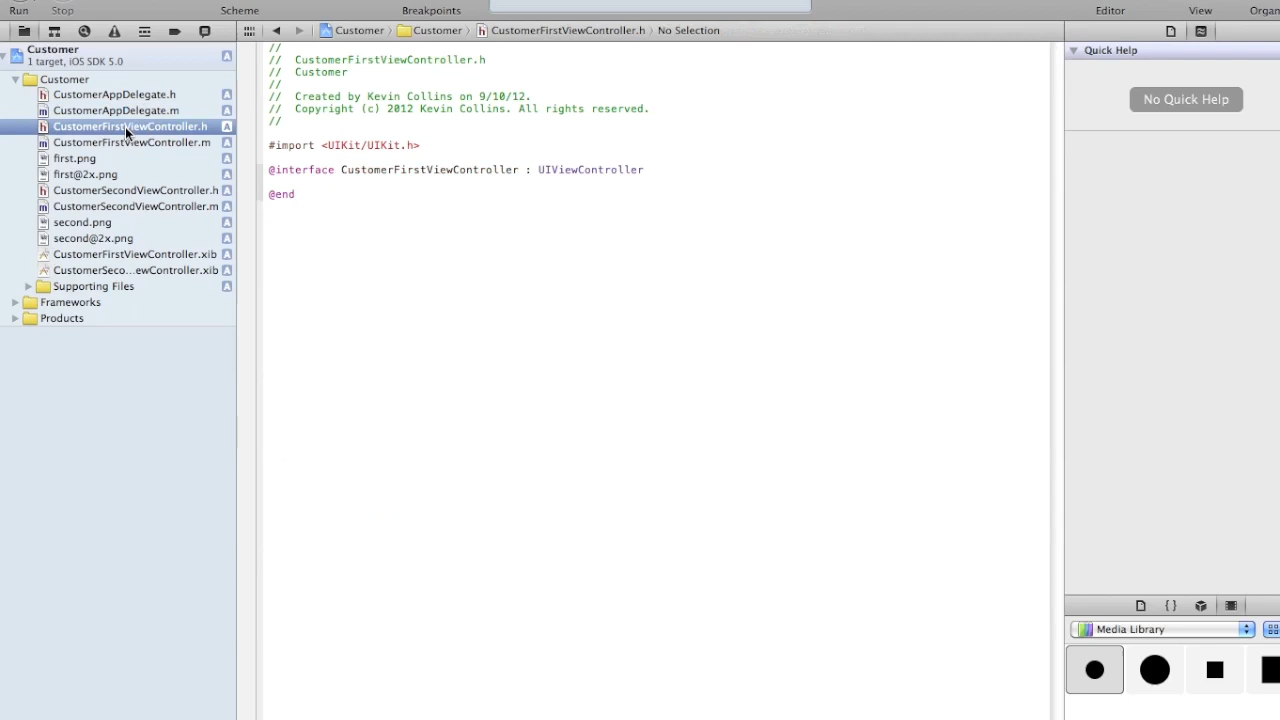 Run Stop Scheme Breakpoints Editor View Organ
Customer
1 target, iOS SDK 5.0
A
Customer
CustomerAppDelegate.h A
CustomerAppDelegate.m A
CustomerFirstViewController.h A
CustomerFirstViewController.m A
first.png A
first@2x.png A
CustomerSecondViewController.h A
CustomerSecondViewController.m A
second.png A
second@2x.png A
CustomerFirstViewController.xib A
CustomerSeco...ewController.xib A
Supporting Files A
Frameworks
Products
Customer Customer CustomerFirstViewController.h No Selection
//
// CustomerFirstViewController.h
// Customer
//
// Created by Kevin Collins on 9/10/12.
// Copyright (c) 2012 Kevin Collins. All rights reserved.
//
#import <UIKit/UIKit.h>
@interface CustomerFirstViewController : UIViewController
@end
Quick Help
No Quick Help
{ }
Media Library